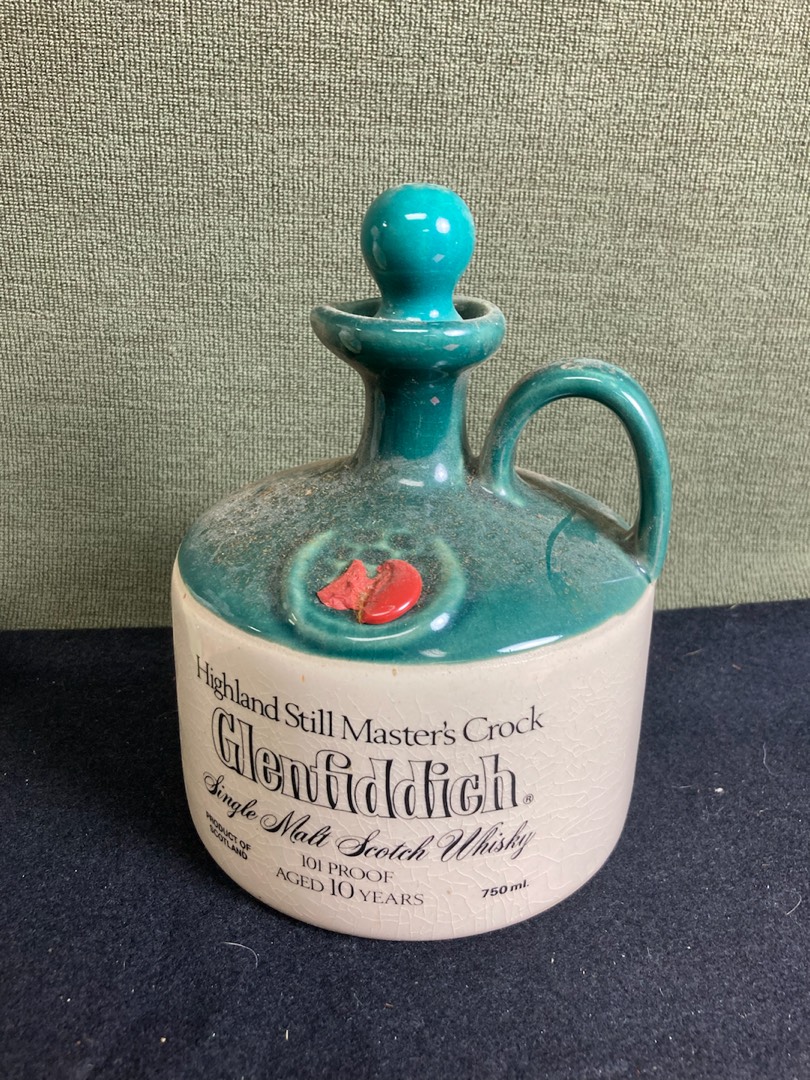 Highland Still Master's Crock
Glenfiddich®
Single Malt Scotch Whisky
PRODUCT OF
SCOTLAND
101 PROOF
AGED 10 YEARS
750 ml.